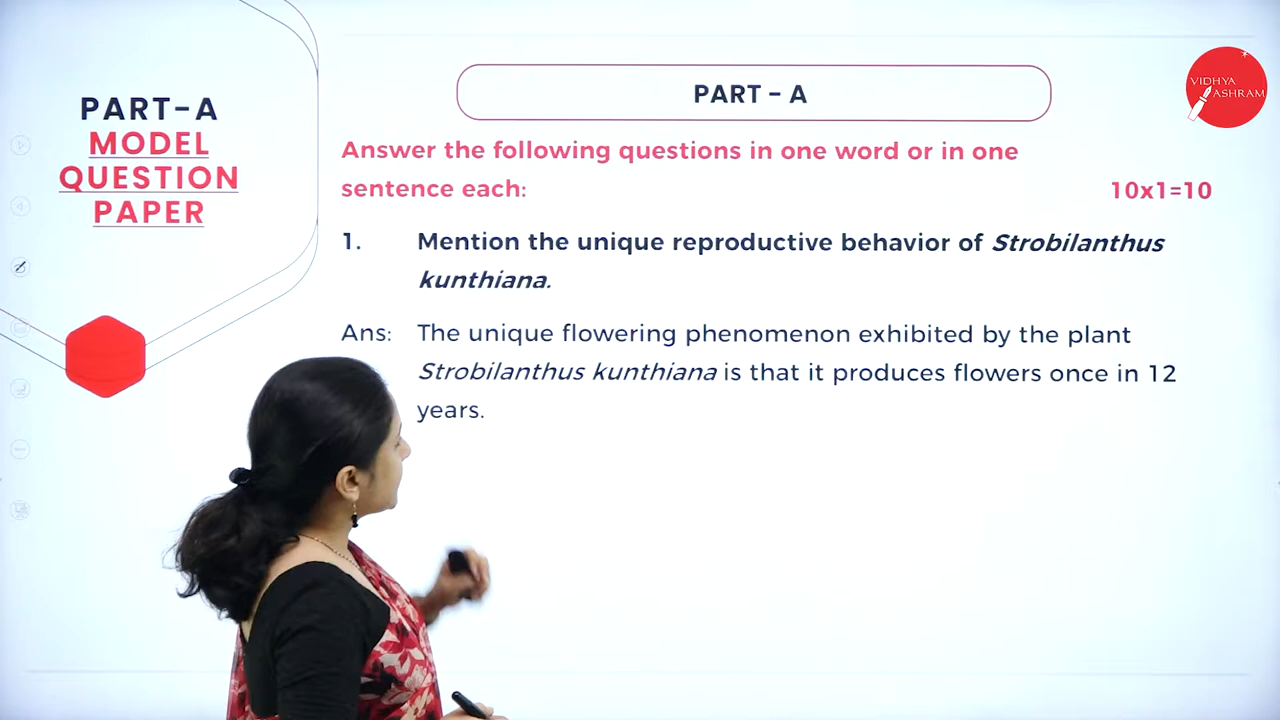 PART-A
MODEL
QUESTION
PAPER
PART - A
VIDHYA
ASHRAM
Answer the following questions in one word or in one
sentence each: 10x1=10
1. Mention the unique reproductive behavior of Strobilanthus
kunthiana.
Ans: The unique flowering phenomenon exhibited by the plant
Strobilanthus kunthiana is that it produces flowers once in 12
years.